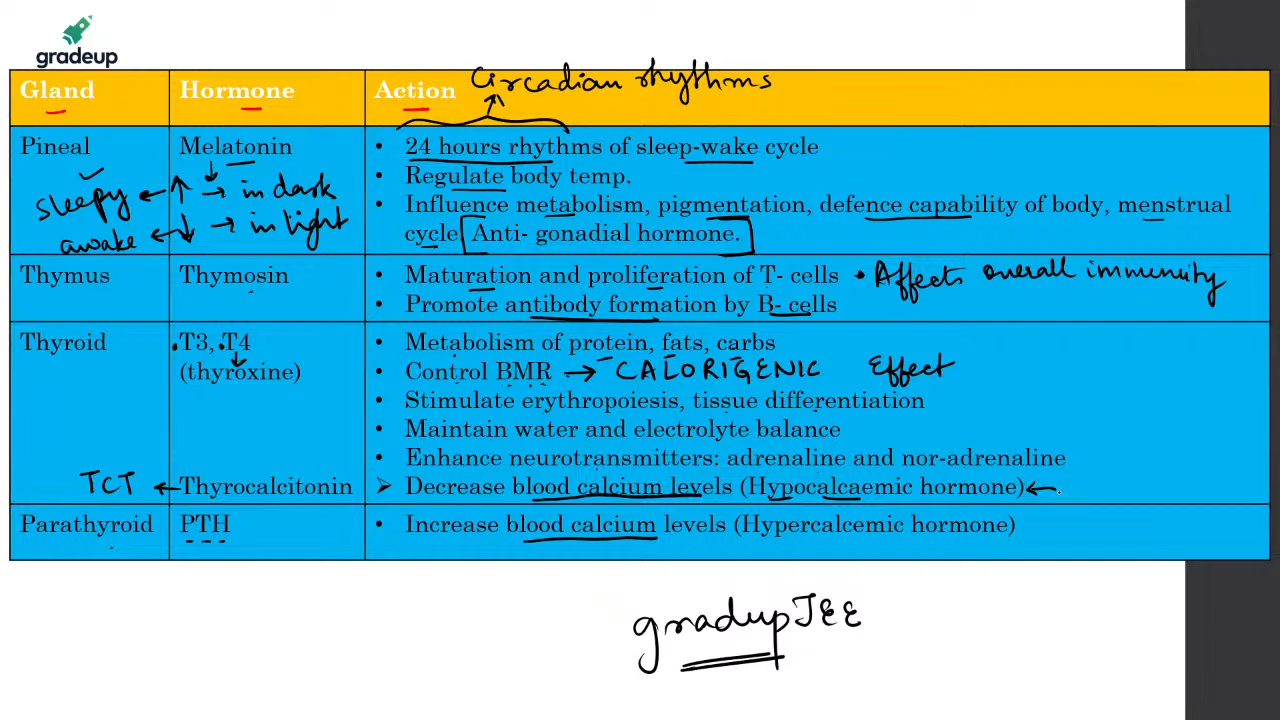 gradeup
Gland Hormone Action Circadian rhythms
Pineal Melatonin • 24 hours rhythms of sleep-wake cycle
• Regulate body temp.
sleepy ← ↑ → in dark
• Influence metabolism, pigmentation, defence capability of body, menstrual
awake ← ↓ → in light
cycle Anti- gonadial hormone.
Thymus Thymosin • Maturation and proliferation of T- cells • Affects overall immunity
• Promote antibody formation by B- cells
Thyroid T3, T4 • Metabolism of protein, fats, carbs
(thyroxine) • Control BMR → CALORIGENIC Effect
• Stimulate erythropoiesis, tissue differentiation
• Maintain water and electrolyte balance
• Enhance neurotransmitters: adrenaline and nor-adrenaline
TCT ← Thyrocalcitonin ➢ Decrease blood calcium levels (Hypocalcaemic hormone) ←
Parathyroid PTH • Increase blood calcium levels (Hypercalcemic hormone)
gradupJEE